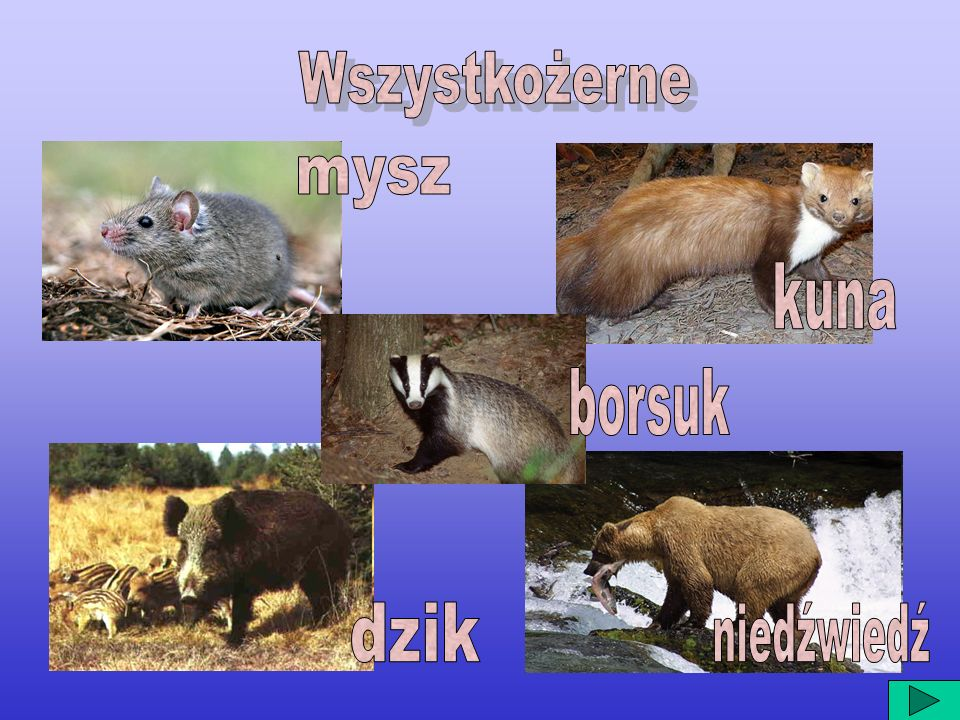 Wszystkożerne
mysz
kuna
borsuk
dzik
niedźwiedź